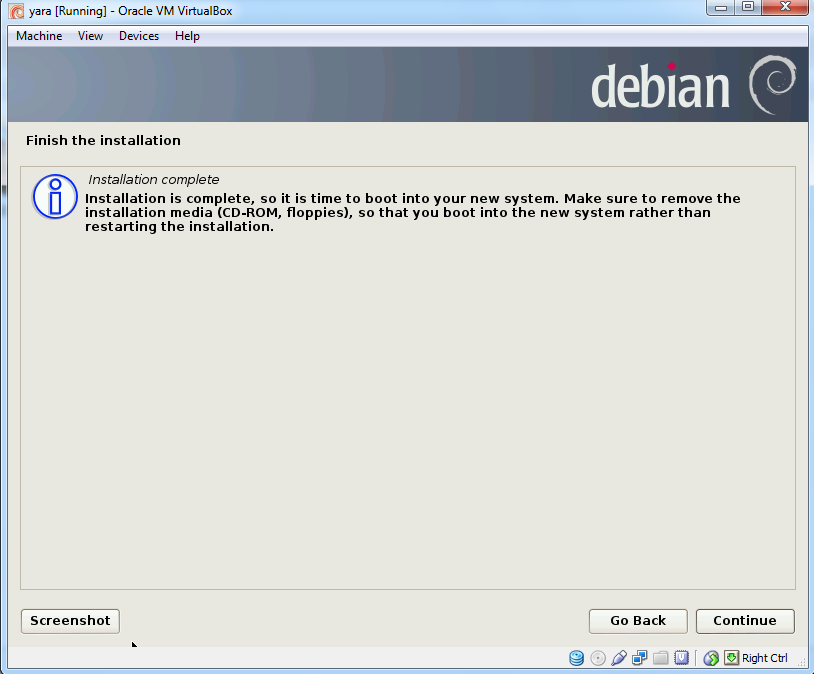 yara [Running] - Oracle VM VirtualBox
Machine View Devices Help
debian
Finish the installation
Installation complete
Installation is complete, so it is time to boot into your new system. Make sure to remove the
installation media (CD-ROM, floppies), so that you boot into the new system rather than
restarting the installation.
Screenshot Go Back Continue
Right Ctrl